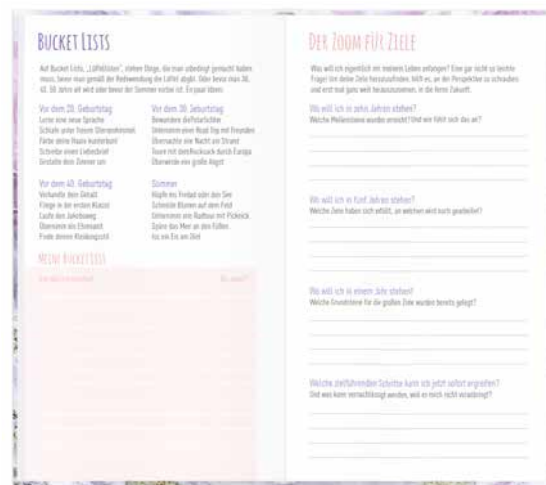 BUCKET LISTS
Auf Bucket Lists, „Löffellisten“, stehen Dinge, die man unbedingt gemacht haben
muss, bevor man gemäß der Redewendung die Löffel abgibt. Oder bevor man 30,
40, 50 Jahre alt wird oder bevor der Sommer vorbei ist. Ein paar Ideen:
Vor dem 20. Geburtstag
Lerne eine neue Sprache
Schlafe unter freiem Sternenhimmel
Färbe deine Haare kunterbunt
Schreibe einen Liebesbrief
Gestalte dein Zimmer um
Vor dem 30. Geburtstag
Bewundere die Polarlichter
Unternimm einen Road Trip mit Freunden
Übernachte eine Nacht am Strand
Toure mit dem Rucksack durch Europa
Überwinde eine große Angst
Vor dem 40. Geburtstag
Verhandle dein Gehalt
Fliege in der ersten Klasse
Laufe den Jakobsweg
Übernimm ein Ehrenamt
Finde deinen Kleidungsstil
Sommer
Hüpfe ins Freibad oder den See
Schneide Blumen auf dem Feld
Unternimm eine Radtour mit Picknick
Spüre das Meer an den Füßen
Iss ein Eis am Stiel
MEINE BUCKET LIST
DER ZOOM FÜR ZIELE
Was will ich eigentlich mit meinem Leben anfangen? Eine gar nicht so leichte
Frage! Um deine Ziele herauszufinden, hilft es, an der Perspektive zu schrauben
und erst mal ganz weit herauszuzoomen, in die ferne Zukunft.
Wo will ich in zehn Jahren stehen?
Welche Meilensteine wurden erreicht? Und wie fühlt sich das an?
Wo will ich in fünf Jahren stehen?
Welche Ziele haben sich erfüllt, an welchen wird noch gearbeitet?
Wo will ich in einem Jahr stehen?
Welche Grundsteine für die großen Ziele wurden bereits gelegt?
Welche zielführenden Schritte kann ich jetzt sofort ergreifen?
Und was kann vernachlässigt werden, weil es mich nicht voranbringt?